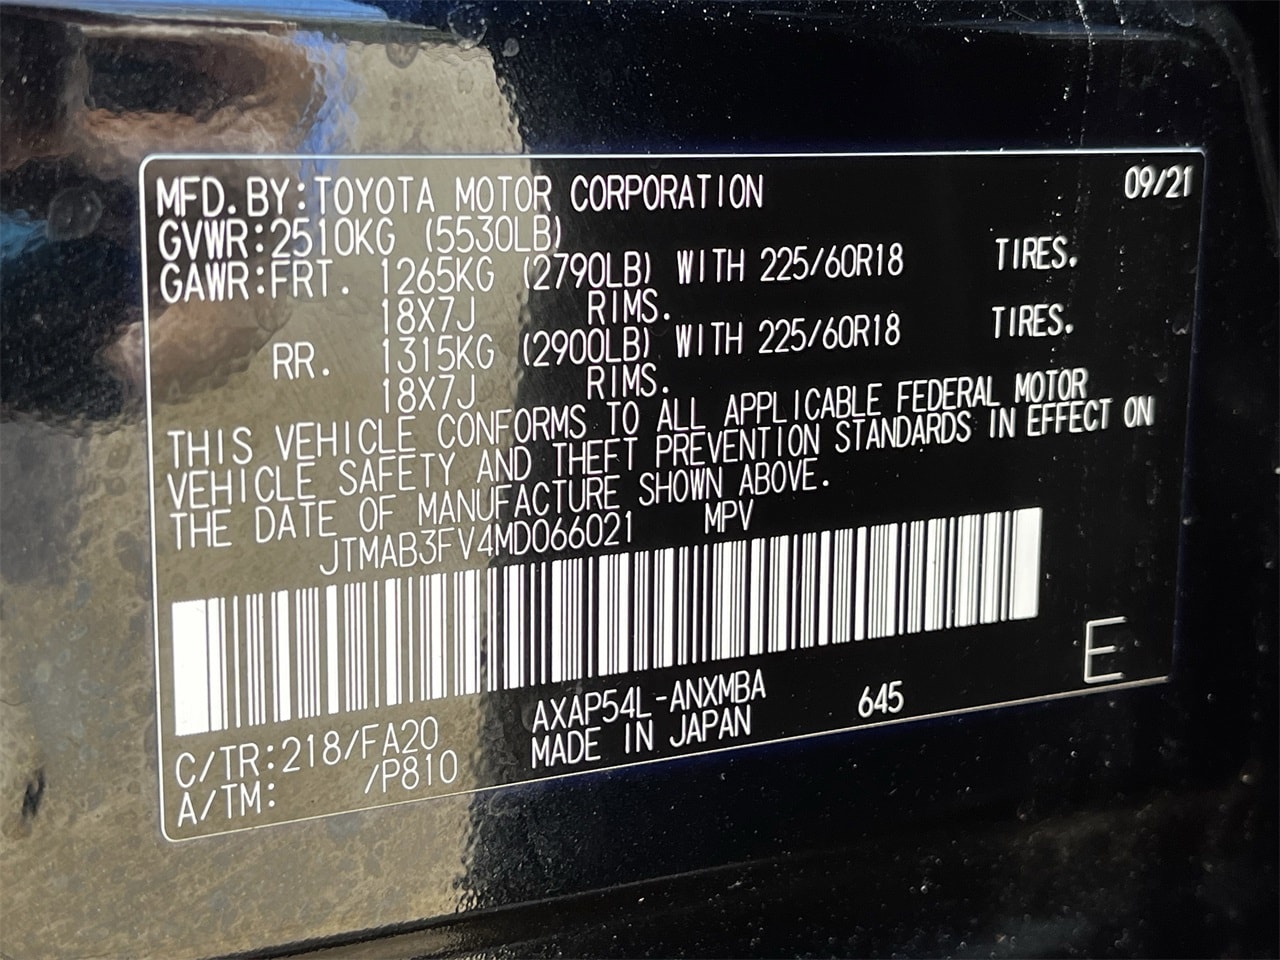 09/21
MFD. BY: TOYOTA MOTOR CORPORATION
GVWR: 2510KG (5530LB)
GAWR: FRT. 1265KG (2790LB) WITH 225/60R18 TIRES.
18X7J RIMS.
RR. 1315KG (2900LB) WITH 225/60R18 TIRES.
18X7J RIMS.
THIS VEHICLE CONFORMS TO ALL APPLICABLE FEDERAL MOTOR
VEHICLE SAFETY AND THEFT PREVENTION STANDARDS IN EFFECT ON
THE DATE OF MANUFACTURE SHOWN ABOVE.
JTMAB3FV4MD066021 MPV
E
C/TR: 218/FA20 AXAP54L-ANXMBA 645
A/TM: /P810 MADE IN JAPAN